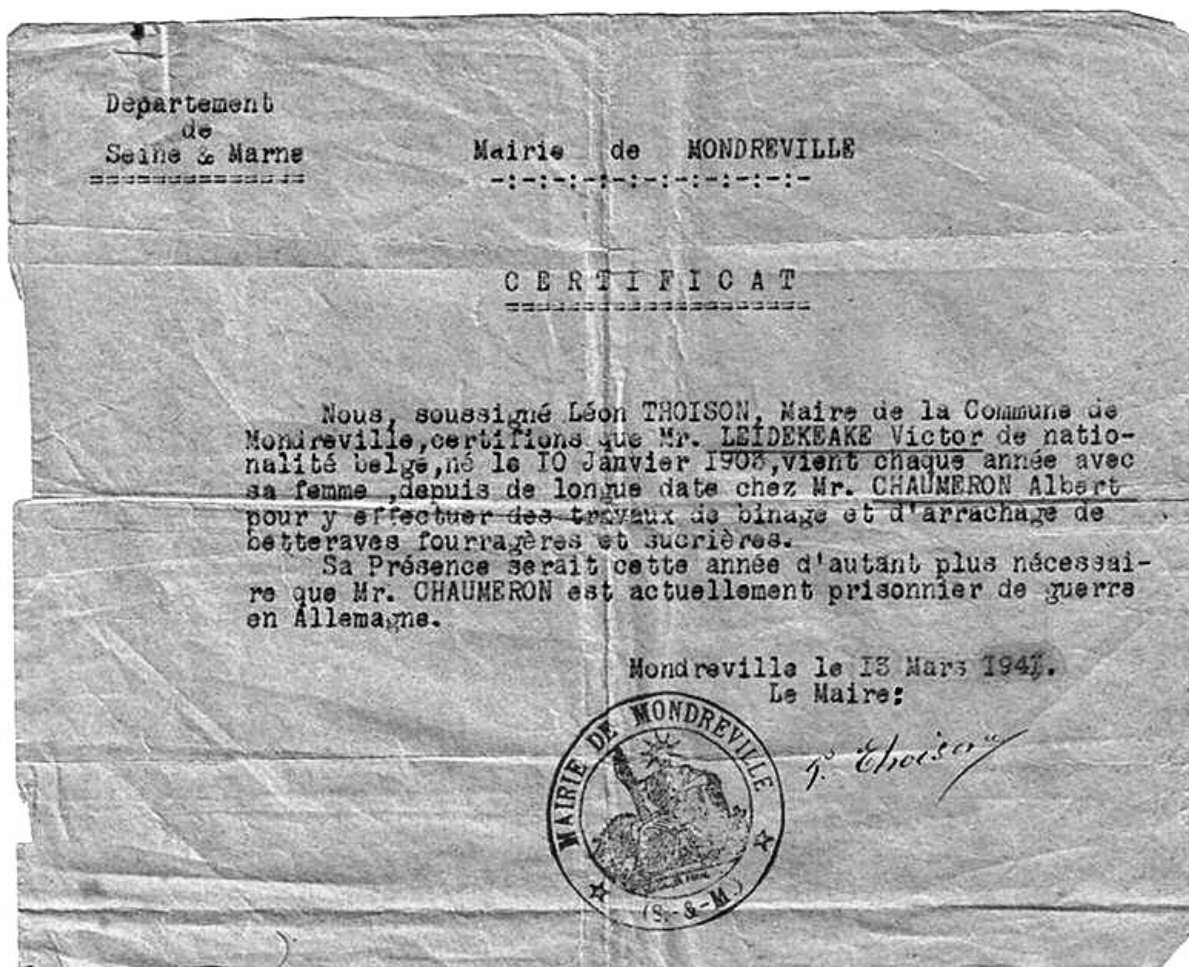 Departement
de
Seine & Marne
===============
Mairie de MONDREVILLE
-:-:-:-:-:-:-:-:-:-:-
C E R T I F I C A T
=====================
Nous, soussigné Léon THOISON, Maire de la Commune de
Mondreville,certifions que Mr. LEIDEKEAKE Victor de natio-
nalité belge,né le IO Janvier 1903,vient chaque année avec
sa femme ,depuis de longue date chez Mr. CHAUMERON Albert
pour y effectuer des travaux de binage et d'arrachage de
betteraves fourragères et sucrières.
Sa Présence serait cette année d'autant plus nécessai-
re que Mr. CHAUMERON est actuellement prisonnier de guerre
en Allemagne.
Mondreville le I3 Mars 194I.
Le Maire:
Thoison
MAIRIE DE MONDREVILLE
(S.-&-M.)